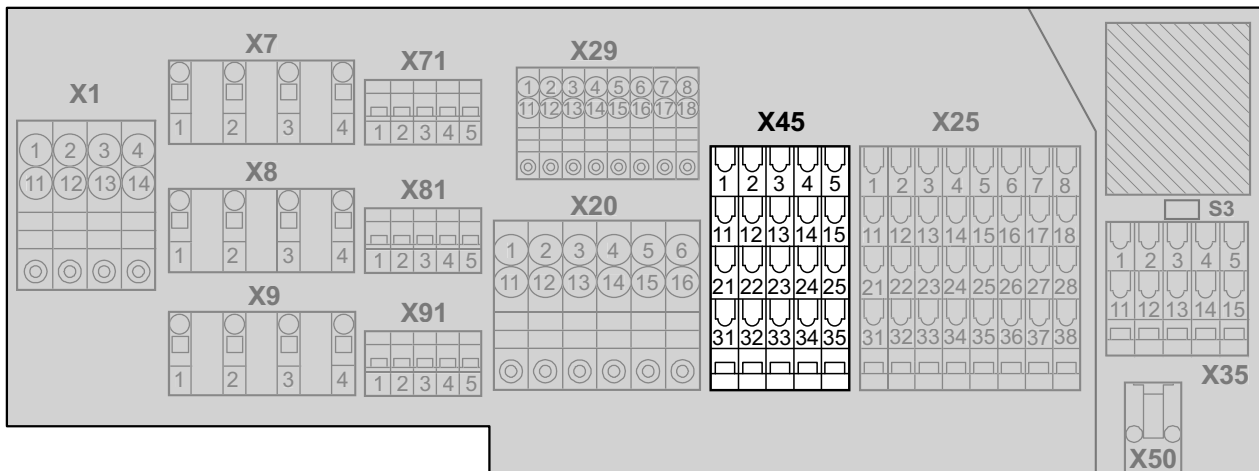 X1
1 2 3 4
11 12 13 14
X7
1 2 3 4
X8
1 2 3 4
X9
1 2 3 4
X71
1 2 3 4 5
X81
1 2 3 4 5
X91
1 2 3 4 5
X29
1 2 3 4 5 6 7 8
11 12 13 14 15 16 17 18
X20
1 2 3 4 5 6
11 12 13 14 15 16
X45
1 2 3 4 5
11 12 13 14 15
21 22 23 24 25
31 32 33 34 35
X25
1 2 3 4 5 6 7 8
11 12 13 14 15 16 17 18
21 22 23 24 25 26 27 28
31 32 33 34 35 36 37 38
S3
1 2 3 4 5
11 12 13 14 15
X35
X50